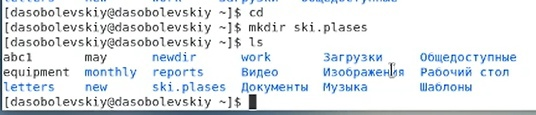 [dasobolevskiy@dasobolevskiy ~]$ cd
[dasobolevskiy@dasobolevskiy ~]$ mkdir ski.plases
[dasobolevskiy@dasobolevskiy ~]$ ls
abc1 may newdir work Загрузки Общедоступные
equipment monthly reports Видео Изображения Рабочий стол
letters new ski.plases Документы Музыка Шаблоны
[dasobolevskiy@dasobolevskiy ~]$